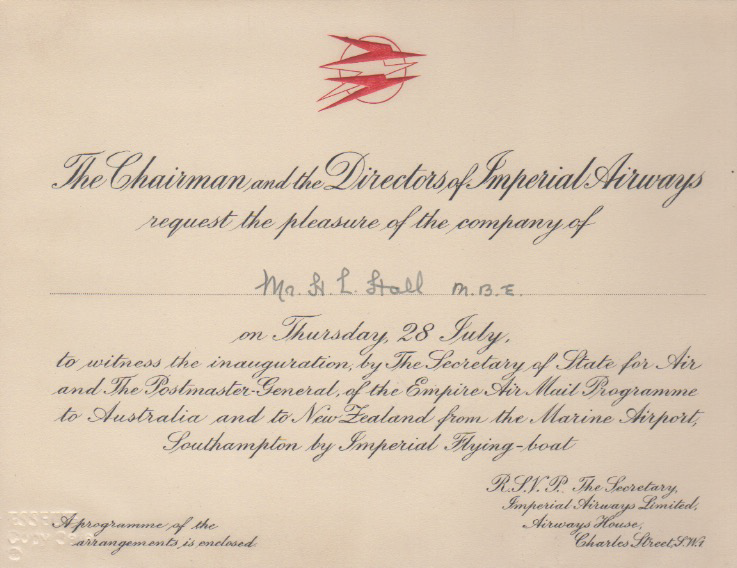 The Chairman and the Directors of Imperial Airways
request the pleasure of the company of
Mr. H. L. Hall M.B.E.
on Thursday, 28 July,
to witness the inauguration, by The Secretary of State for Air
and The Postmaster-General, of the Empire Air Mail Programme
to Australia and to New Zealand from the Marine Airport,
Southampton by Imperial Flying-boat
R.S.V.P. The Secretary,
Imperial Airways Limited,
Airways House,
Charles Street, S.W.1
A programme of the
arrangements is enclosed